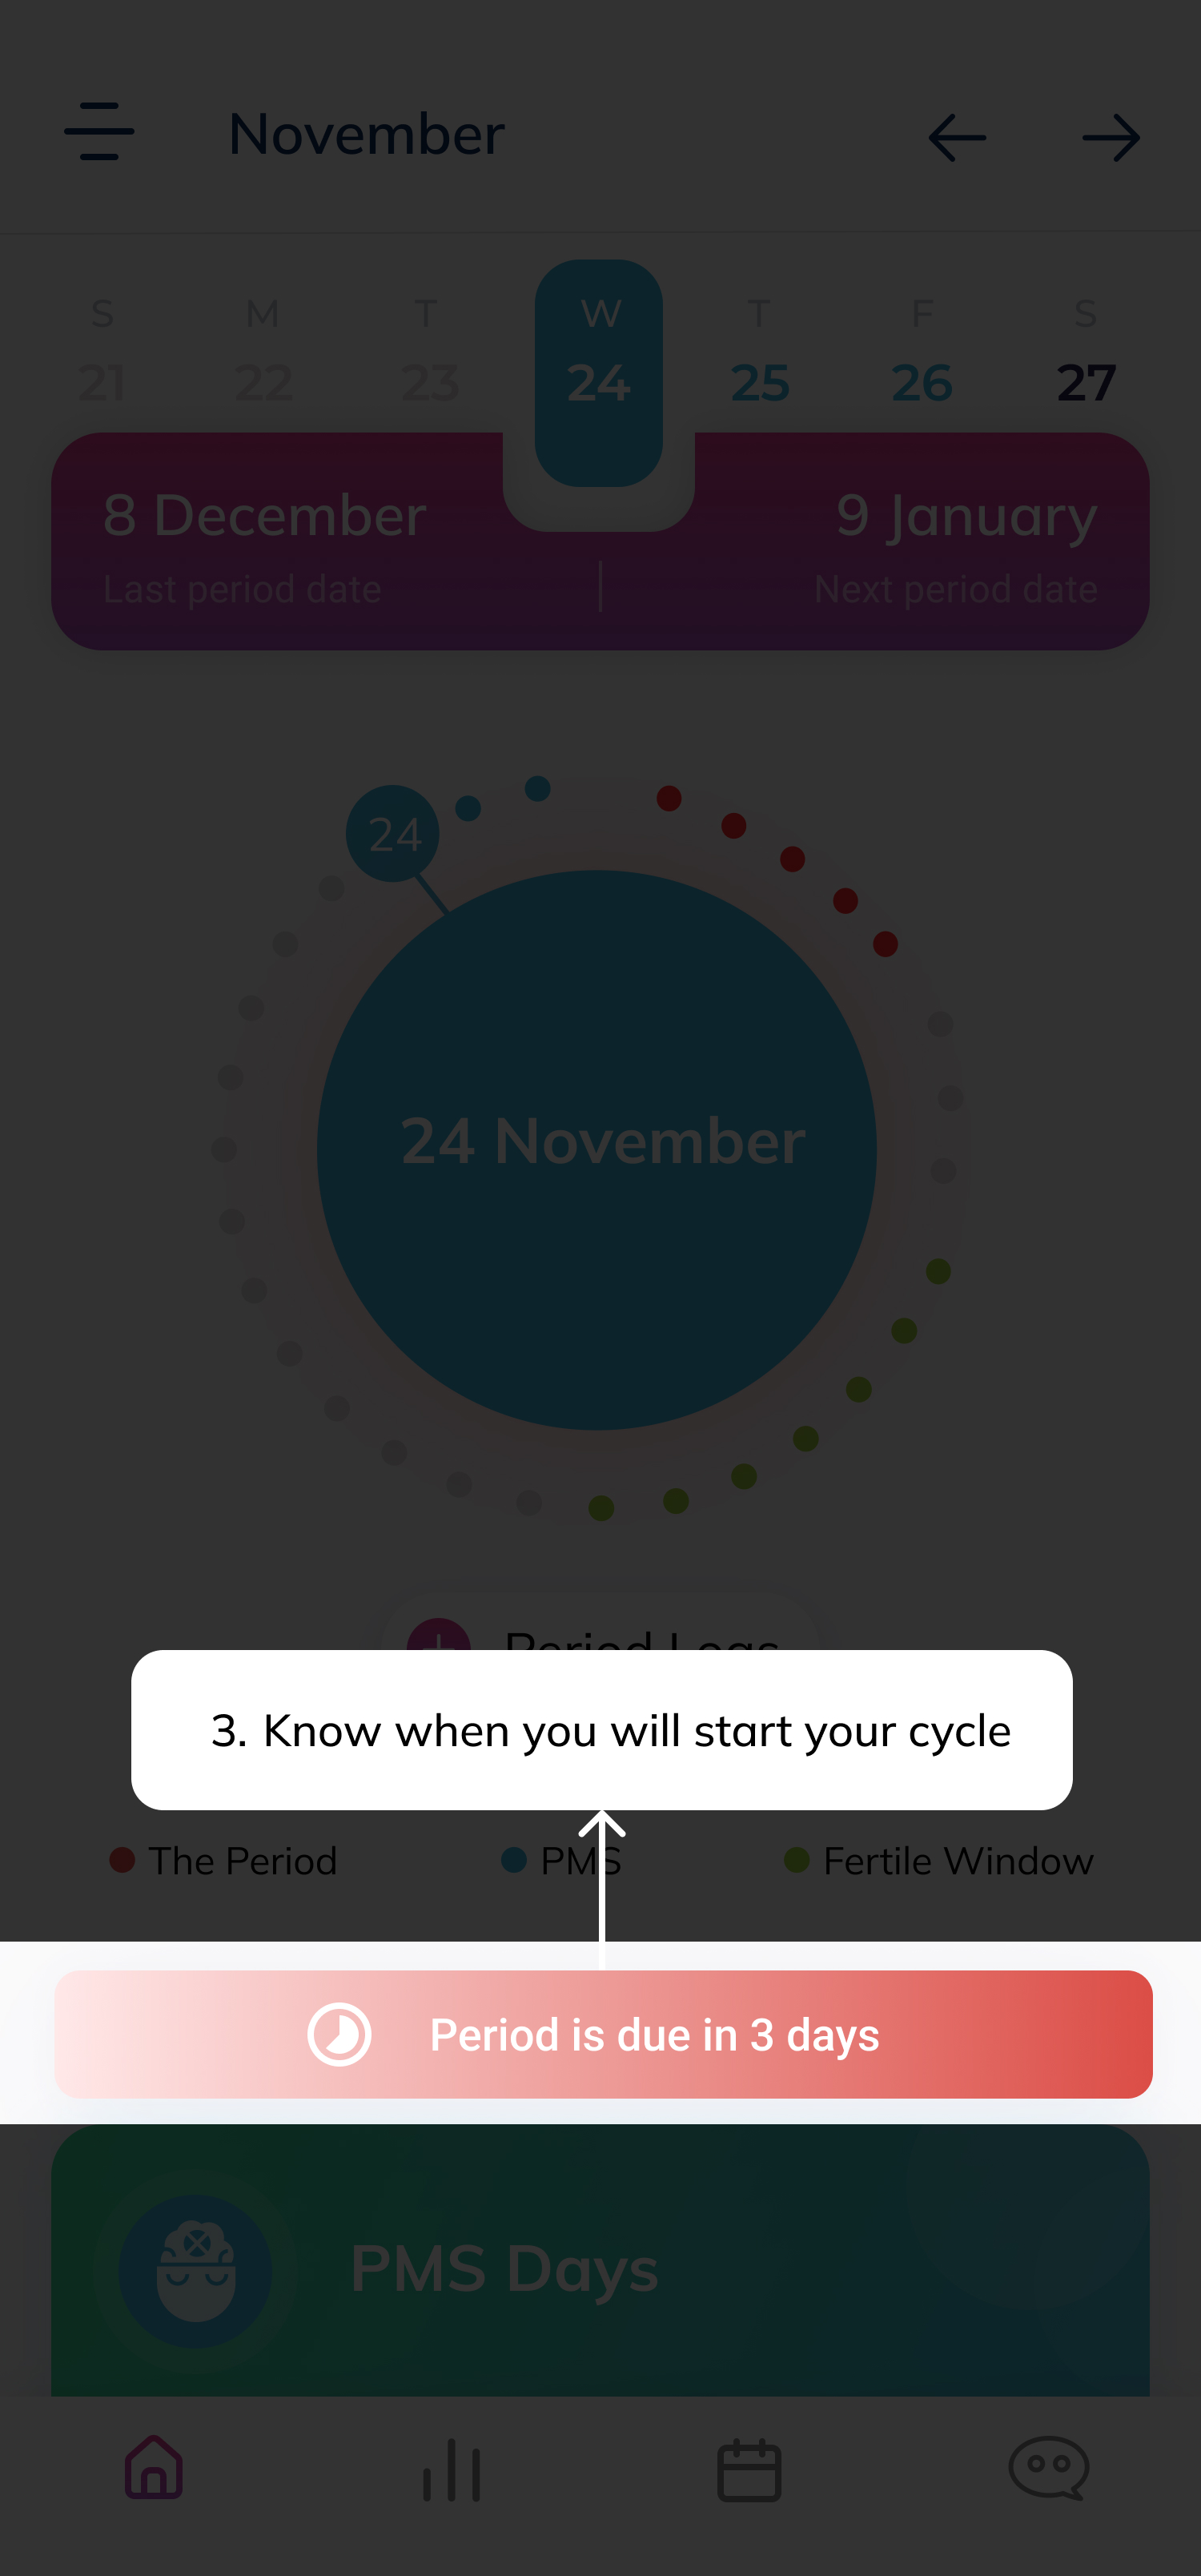 November
S M T W T F S
21 22 23 24 25 26 27
8 December 9 January
Last period date Next period date
24
24 November
Period Logs
3. Know when you will start your cycle
The Period PMS Fertile Window
Period is due in 3 days
PMS Days